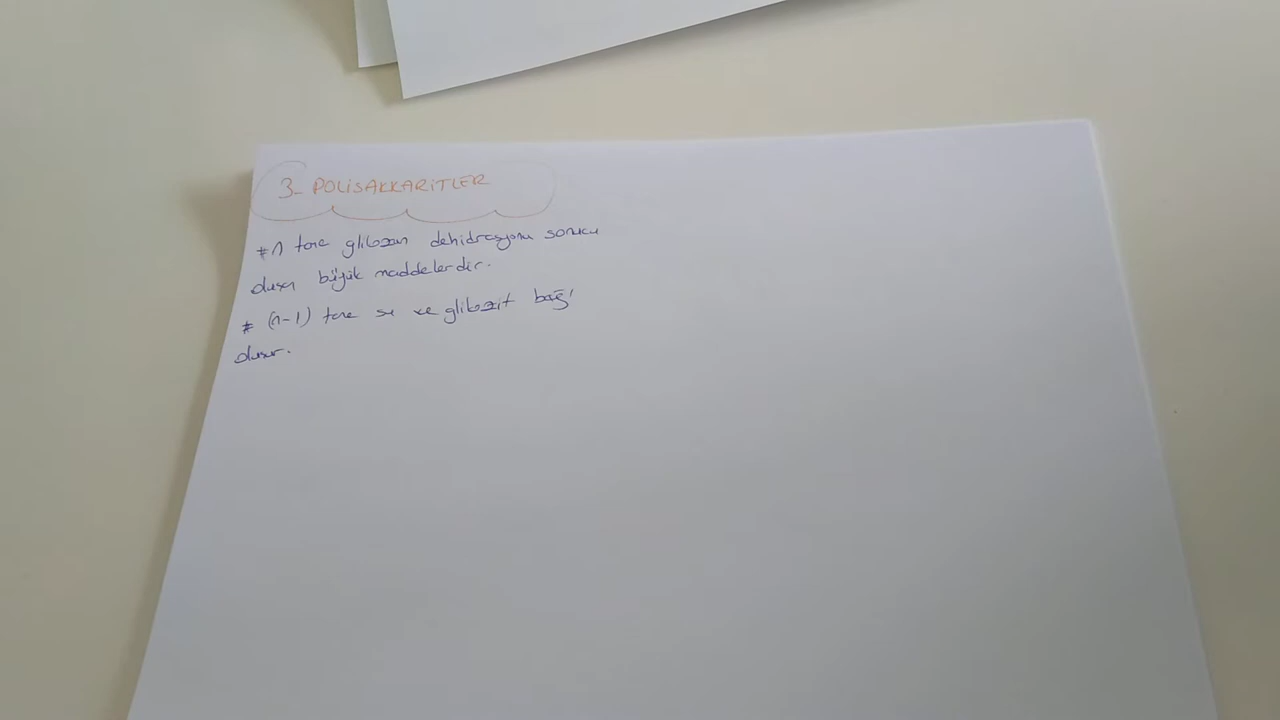 3- POLİSAKKARİTLER
* n tane glikozun dehidrasyonu sonucu
oluşan büyük maddelerdir.
* (n-1) tane su ve glikozit bağı
oluşur.